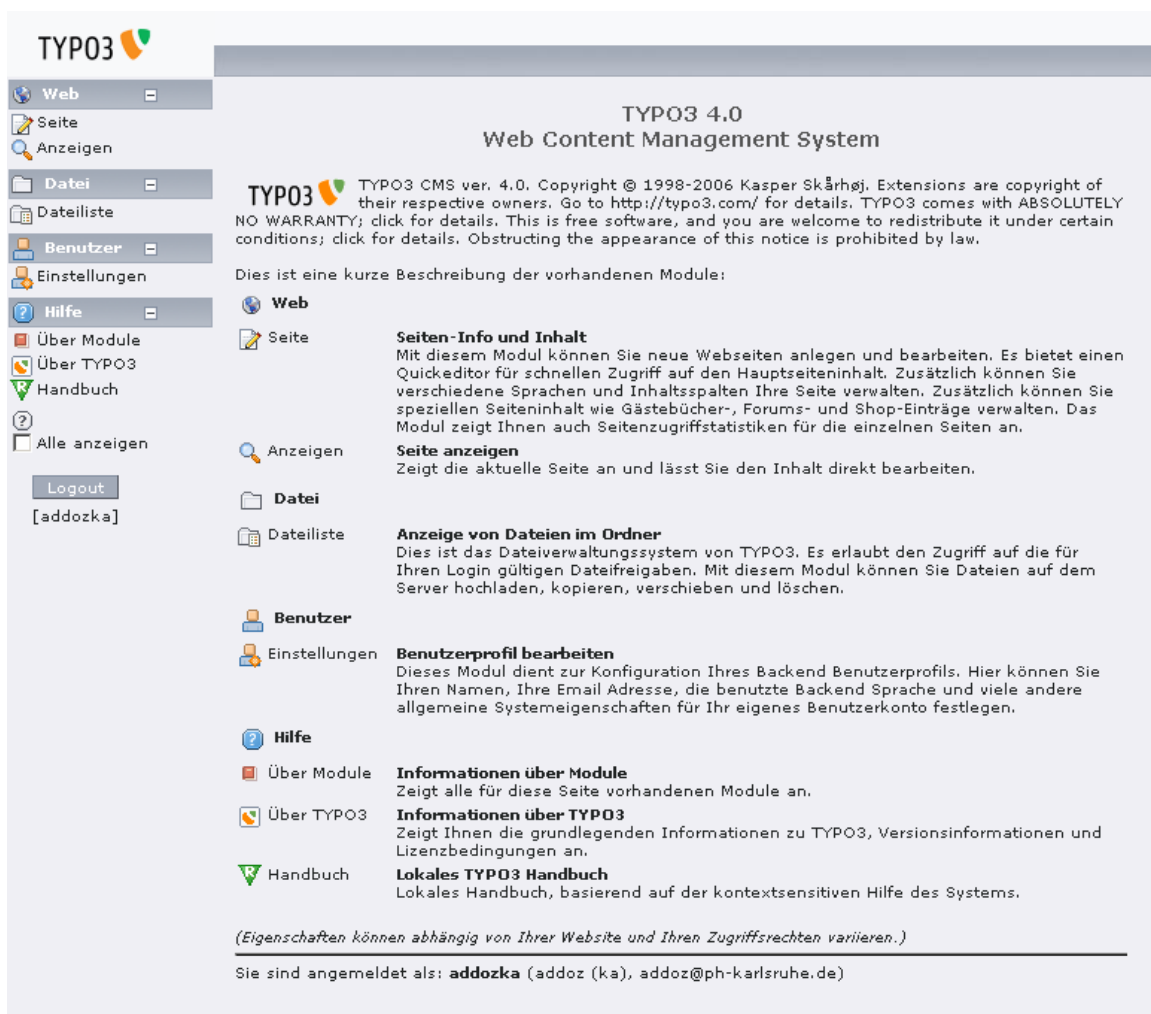 TYPO3
Web
Seite
Anzeigen
Datei
Dateiliste
Benutzer
Einstellungen
Hilfe
Über Module
Über TYPO3
Handbuch
Alle anzeigen
Logout
[addozka]
TYPO3 4.0
Web Content Management System
TYPO3
TYPO3 CMS ver. 4.0. Copyright © 1998-2006 Kasper Skårhøj. Extensions are copyright of
their respective owners. Go to http://typo3.com/ for details. TYPO3 comes with ABSOLUTELY
NO WARRANTY; click for details. This is free software, and you are welcome to redistribute it under certain
conditions; click for details. Obstructing the appearance of this notice is prohibited by law.
Dies ist eine kurze Beschreibung der vorhandenen Module:
Web
Seite Seiten-Info und Inhalt
Mit diesem Modul können Sie neue Webseiten anlegen und bearbeiten. Es bietet einen
Quickeditor für schnellen Zugriff auf den Hauptseiteninhalt. Zusätzlich können Sie
verschiedene Sprachen und Inhaltsspalten Ihre Seite verwalten. Zusätzlich können Sie
speziellen Seiteninhalt wie Gästebücher-, Forums- und Shop-Einträge verwalten. Das
Modul zeigt Ihnen auch Seitenzugriffstatistiken für die einzelnen Seiten an.
Anzeigen Seite anzeigen
Zeigt die aktuelle Seite an und lässt Sie den Inhalt direkt bearbeiten.
Datei
Dateiliste Anzeige von Dateien im Ordner
Dies ist das Dateiverwaltungssystem von TYPO3. Es erlaubt den Zugriff auf die für
Ihren Login gültigen Dateifreigaben. Mit diesem Modul können Sie Dateien auf dem
Server hochladen, kopieren, verschieben und löschen.
Benutzer
Einstellungen Benutzerprofil bearbeiten
Dieses Modul dient zur Konfiguration Ihres Backend Benutzerprofils. Hier können Sie
Ihren Namen, Ihre Email Adresse, die benutzte Backend Sprache und viele andere
allgemeine Systemeigenschaften für Ihr eigenes Benutzerkonto festlegen.
Hilfe
Über Module Informationen über Module
Zeigt alle für diese Seite vorhandenen Module an.
Über TYPO3 Informationen über TYPO3
Zeigt Ihnen die grundlegenden Informationen zu TYPO3, Versionsinformationen und
Lizenzbedingungen an.
Handbuch Lokales TYPO3 Handbuch
Lokales Handbuch, basierend auf der kontextsensitiven Hilfe des Systems.
(Eigenschaften können abhängig von Ihrer Website und Ihren Zugriffsrechten variieren.)
Sie sind angemeldet als: addozka (addoz (ka), addoz@ph-karlsruhe.de)